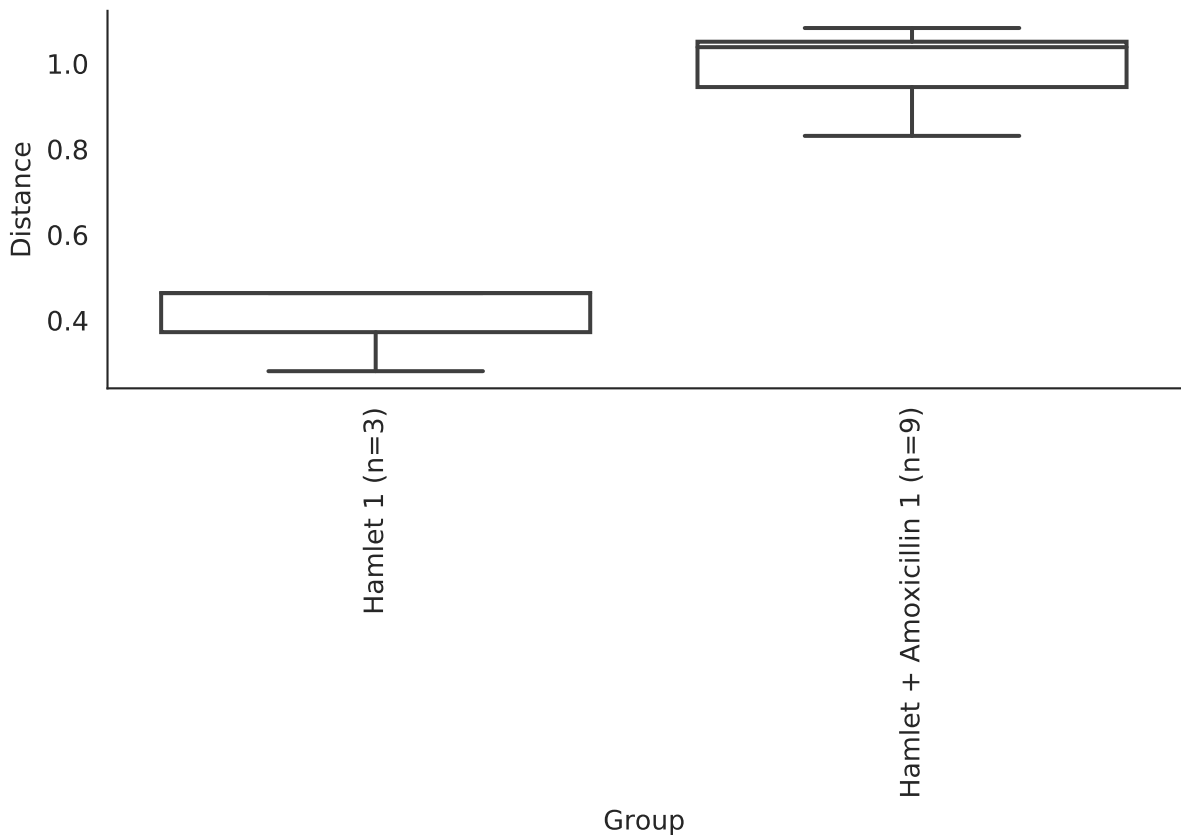 Distance
1.0
0.8
0.6
0.4
Hamlet 1 (n=3)
Hamlet + Amoxicillin 1 (n=9)
Group